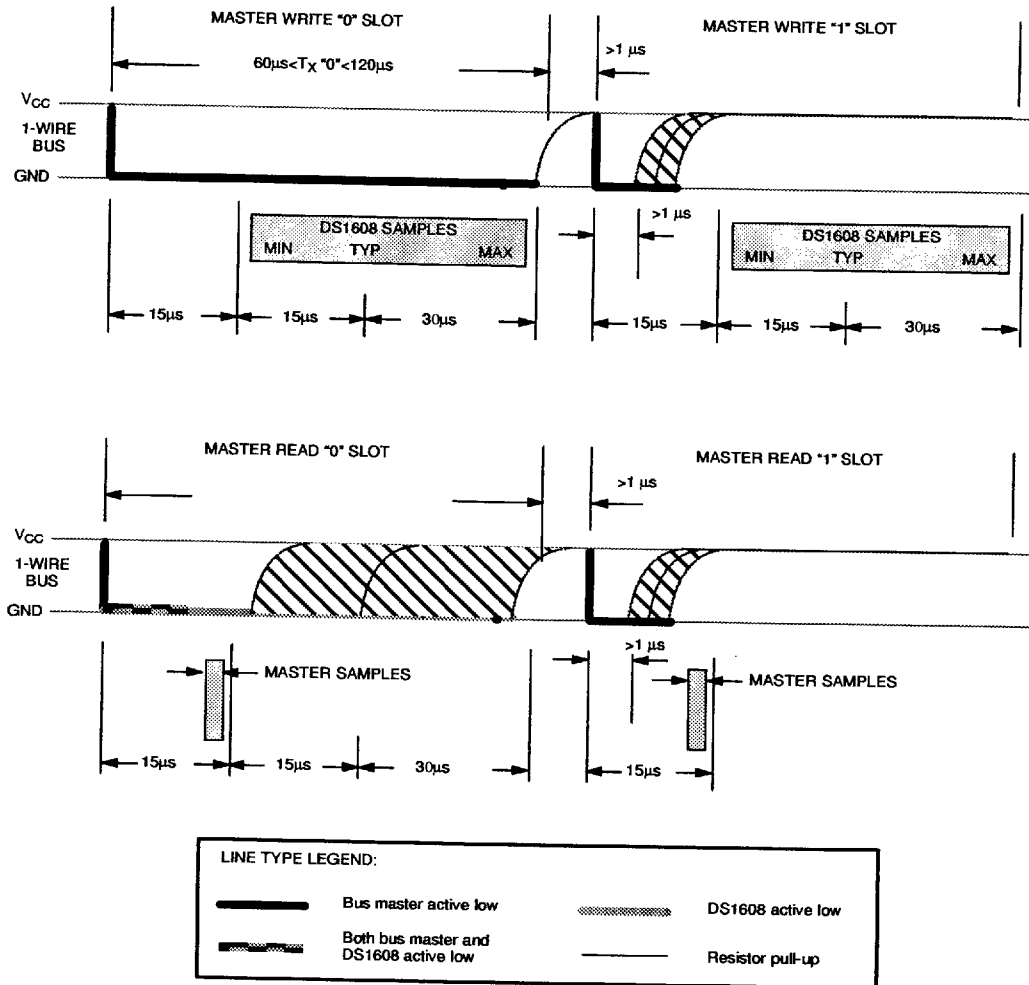 MASTER WRITE "0" SLOT
MASTER WRITE "1" SLOT
60µs<TX "0"<120µs
>1 µs
VCC
1-WIRE
BUS
GND
>1 µs
DS1608 SAMPLES
MIN TYP MAX
DS1608 SAMPLES
MIN TYP MAX
15µs
15µs
30µs
15µs
15µs
30µs
MASTER READ "0" SLOT
MASTER READ "1" SLOT
>1 µs
VCC
1-WIRE
BUS
GND
>1 µs
MASTER SAMPLES
MASTER SAMPLES
15µs
15µs
30µs
15µs
LINE TYPE LEGEND:
Bus master active low
DS1608 active low
Both bus master and
DS1608 active low
Resistor pull-up